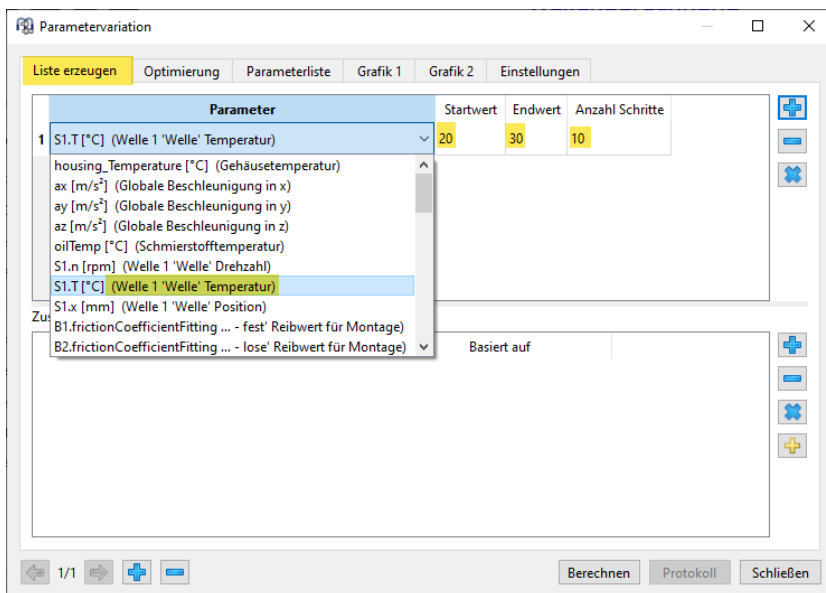 Parametervariation
Liste erzeugen Optimierung Parameterliste Grafik 1 Grafik 2 Einstellungen
Parameter Startwert Endwert Anzahl Schritte
1 S1.T [°C] (Welle 1 'Welle' Temperatur) 20 30 10
housing_Temperature [°C] (Gehäusetemperatur)
ax [m/s²] (Globale Beschleunigung in x)
ay [m/s²] (Globale Beschleunigung in y)
az [m/s²] (Globale Beschleunigung in z)
oilTemp [°C] (Schmierstofftemperatur)
S1.n [rpm] (Welle 1 'Welle' Drehzahl)
S1.T [°C] (Welle 1 'Welle' Temperatur)
S1.x [mm] (Welle 1 'Welle' Position)
B1.frictionCoefficientFitting ... - fest' Reibwert für Montage)
B2.frictionCoefficientFitting ... - lose' Reibwert für Montage)
Basiert auf
1/1 Berechnen Protokoll Schließen